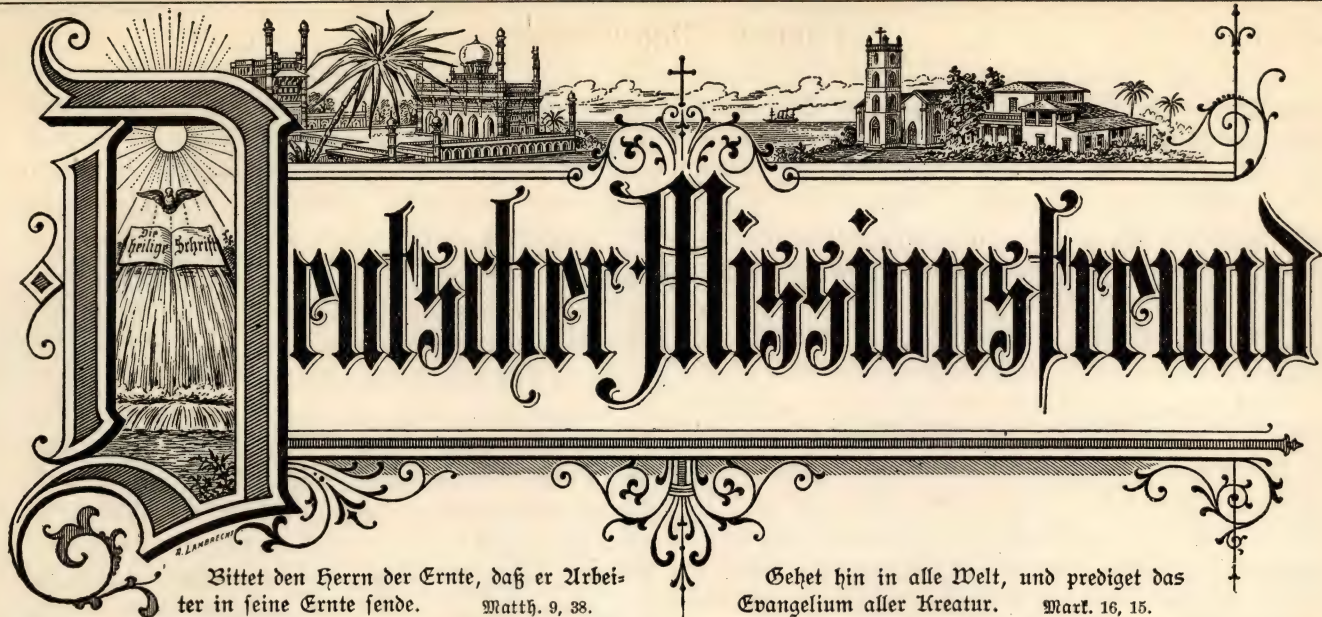 Die
heilige Schrift
Deutscher Missionsfreund
R. LAMBRECHT
Bittet den Herrn der Ernte, daß er Arbei=
ter in seine Ernte sende. Matth. 9, 38.
Gehet hin in alle Welt, und prediget das
Evangelium aller Kreatur. Mark. 16, 15.